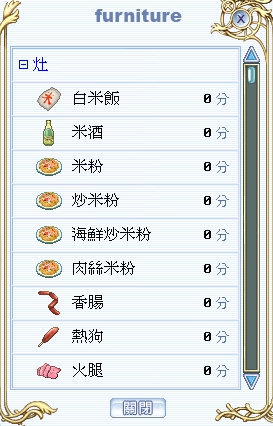 furniture
灶
白米飯 0 分
米酒 0 分
米粉 0 分
炒米粉 0 分
海鮮炒米粉 0 分
肉絲米粉 0 分
香腸 0 分
熱狗 0 分
火腿 0 分
關閉